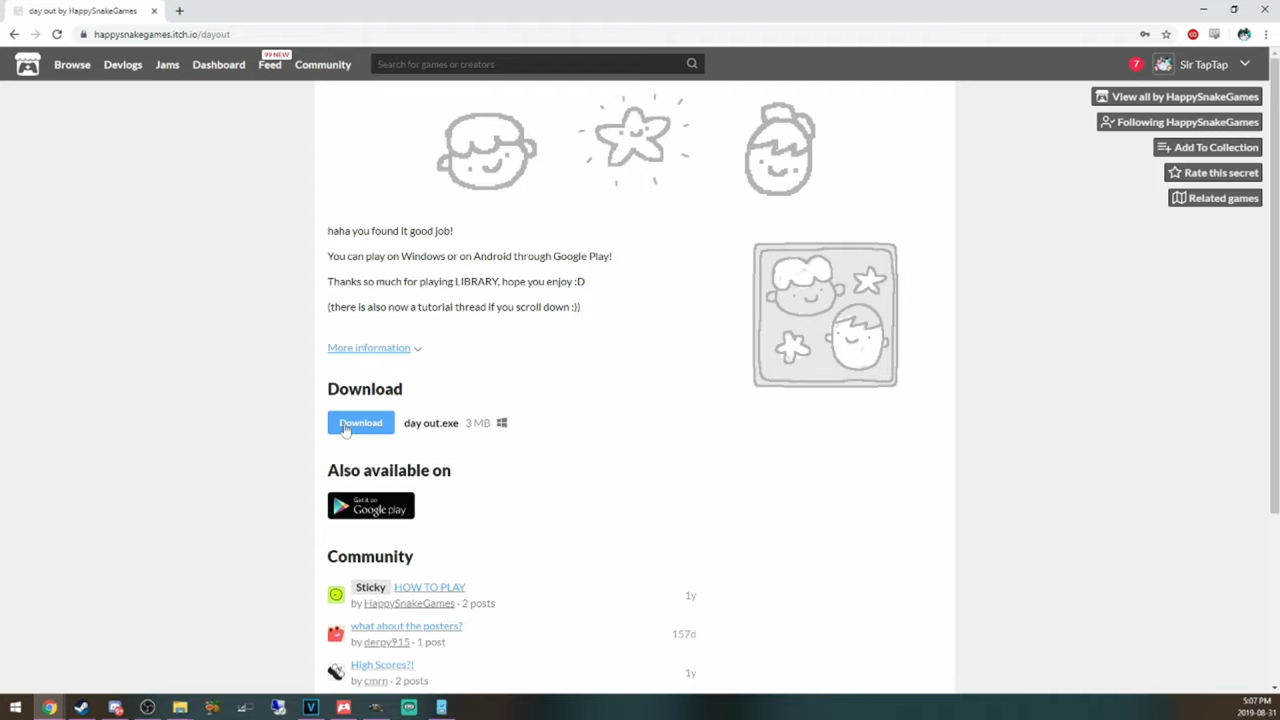 day out by HappySnakeGames
happysnakegames.itch.io/dayout
99 NEW
Browse Devlogs Jams Dashboard Feed Community Search for games or creators 7 SIr TapTap
View all by HappySnakeGames
Following HappySnakeGames
Add To Collection
Rate this secret
Related games
haha you found it good job!
You can play on Windows or on Android through Google Play!
Thanks so much for playing LIBRARY, hope you enjoy :D
(there is also now a tutorial thread if you scroll down :))
More information
Download
Download day out.exe 3 MB
Also available on
Get it on
Google play
Community
Sticky HOW TO PLAY
by HappySnakeGames · 2 posts 1y
what about the posters?
by derpy915 · 1 post 157d
High Scores?!
by cmrn · 2 posts 1y
5:07 PM
2019-08-31